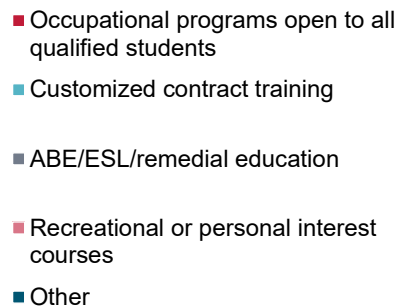 Occupational programs open to all
qualified students
Customized contract training
ABE/ESL/remedial education
Recreational or personal interest
courses
Other